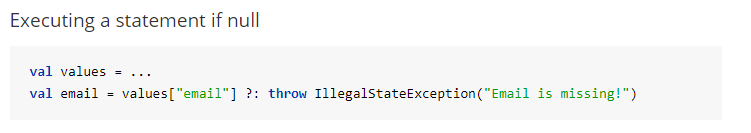 Executing a statement if null
val values = ...
val email = values["email"] ?: throw IllegalStateException("Email is missing!")